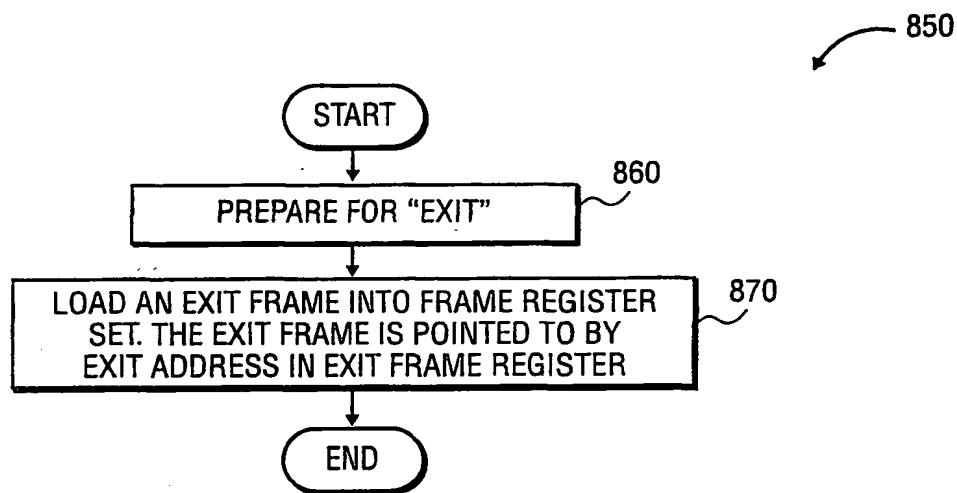 850
START
860
PREPARE FOR “EXIT”
870
LOAD AN EXIT FRAME INTO FRAME REGISTER
SET. THE EXIT FRAME IS POINTED TO BY
EXIT ADDRESS IN EXIT FRAME REGISTER
END